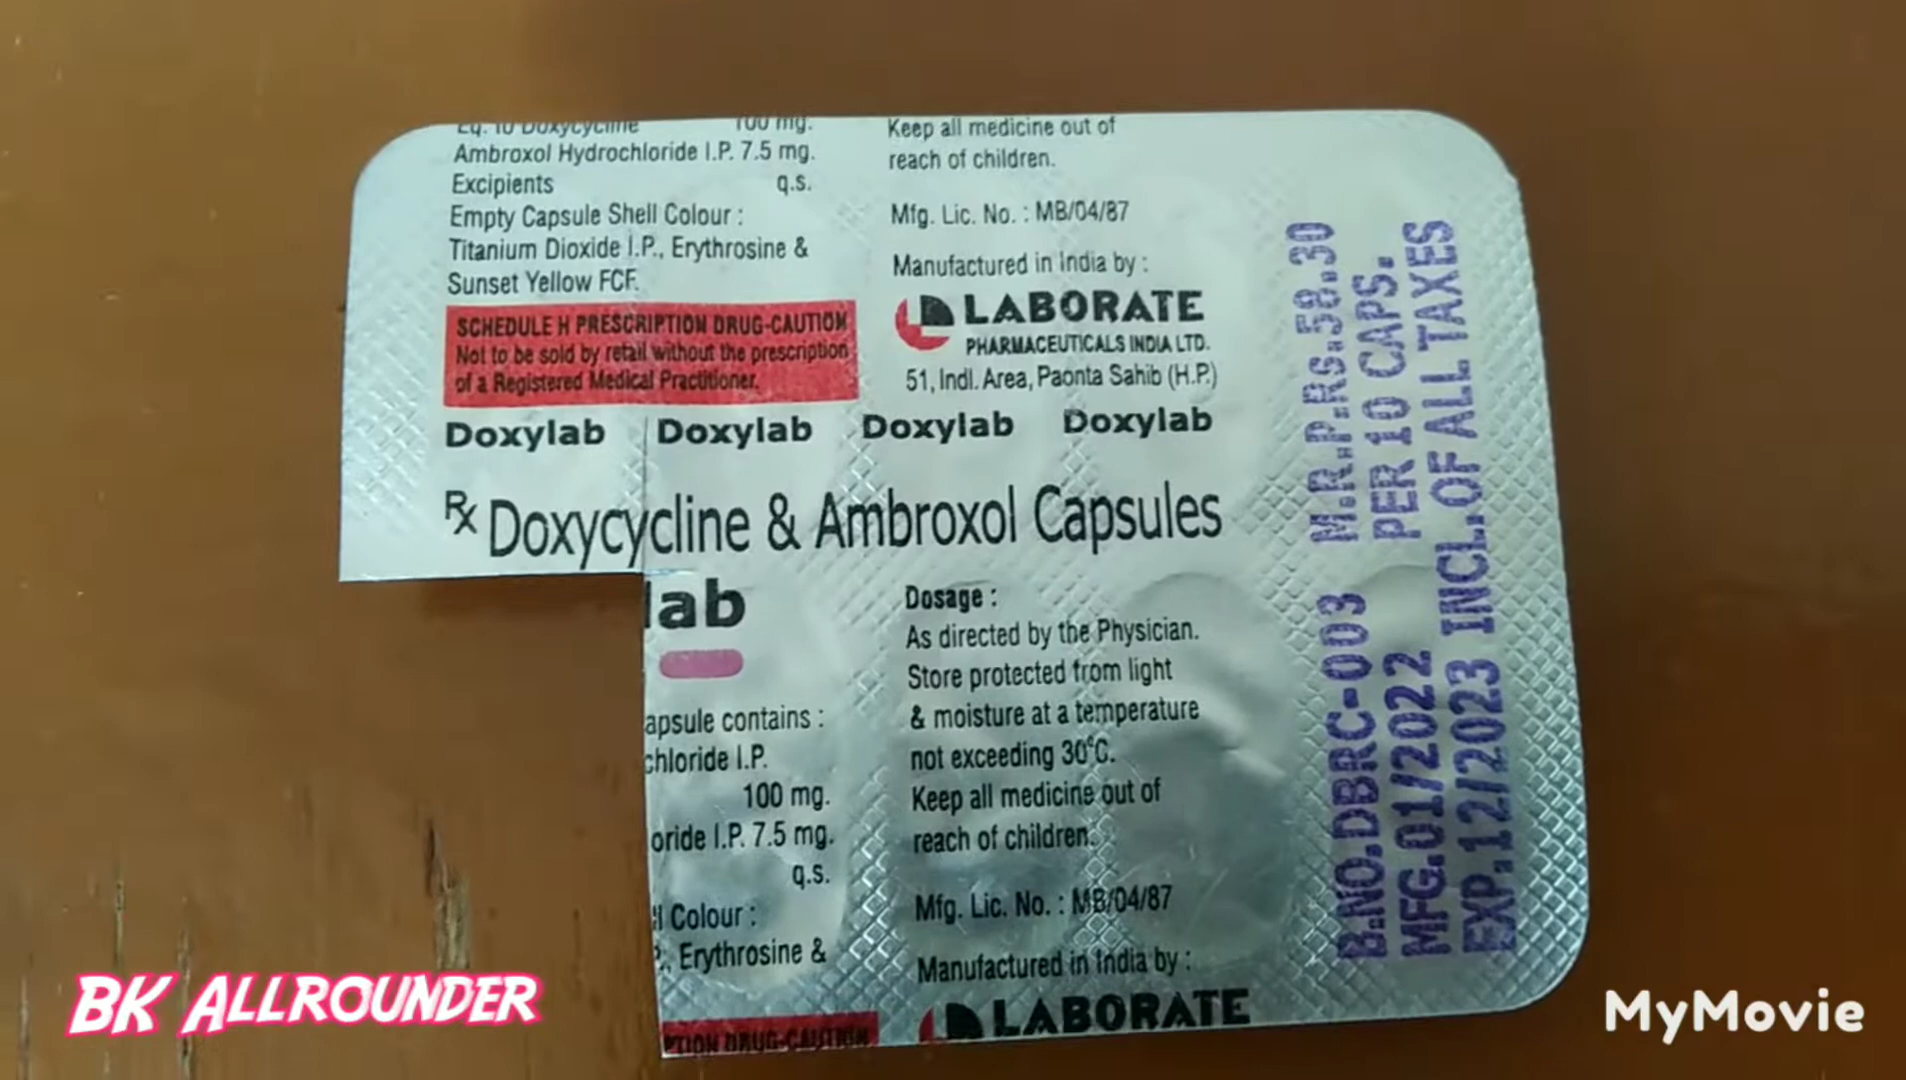 Eq. to Doxycycline 100 mg.
Ambroxol Hydrochloride I.P. 7.5 mg.
Excipients q.s.
Empty Capsule Shell Colour :
Titanium Dioxide I.P., Erythrosine &
Sunset Yellow FCF.
SCHEDULE H PRESCRIPTION DRUG-CAUTION
Not to be sold by retail without the prescription
of a Registered Medical Practitioner.
Keep all medicine out of
reach of children.
Mfg. Lic. No. : MB/04/87
Manufactured in India by :
LABORATE
PHARMACEUTICALS INDIA LTD.
51, Indl. Area, Paonta Sahib (H.P.)
Doxylab Doxylab Doxylab Doxylab
Rx Doxycycline & Ambroxol Capsules
lab
apsule contains :
chloride I.P.
100 mg.
oride I.P. 7.5 mg.
q.s.
ll Colour :
P., Erythrosine &
PTION DRUG-CAUTION
Dosage :
As directed by the Physician.
Store protected from light
& moisture at a temperature
not exceeding 30°C.
Keep all medicine out of
reach of children.
Mfg. Lic. No. : MB/04/87
Manufactured in India by :
LABORATE
B.NO.DBRC-003 M.R.P.Rs.58.30
MFG.01/2022 PER 10 CAPS.
EXP.12/2023 INCL.OF ALL TAXES
BK ALLROUNDER
MyMovie